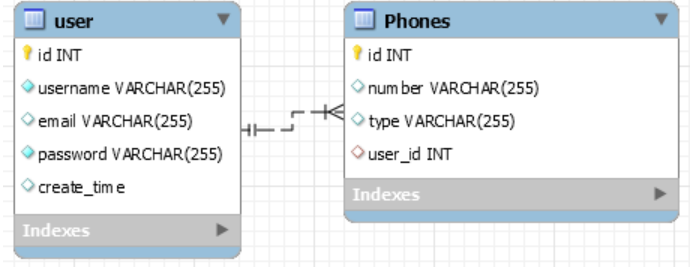 user
id INT
username VARCHAR(255)
email VARCHAR(255)
password VARCHAR(255)
create_time
Indexes
Phones
id INT
number VARCHAR(255)
type VARCHAR(255)
user_id INT
Indexes